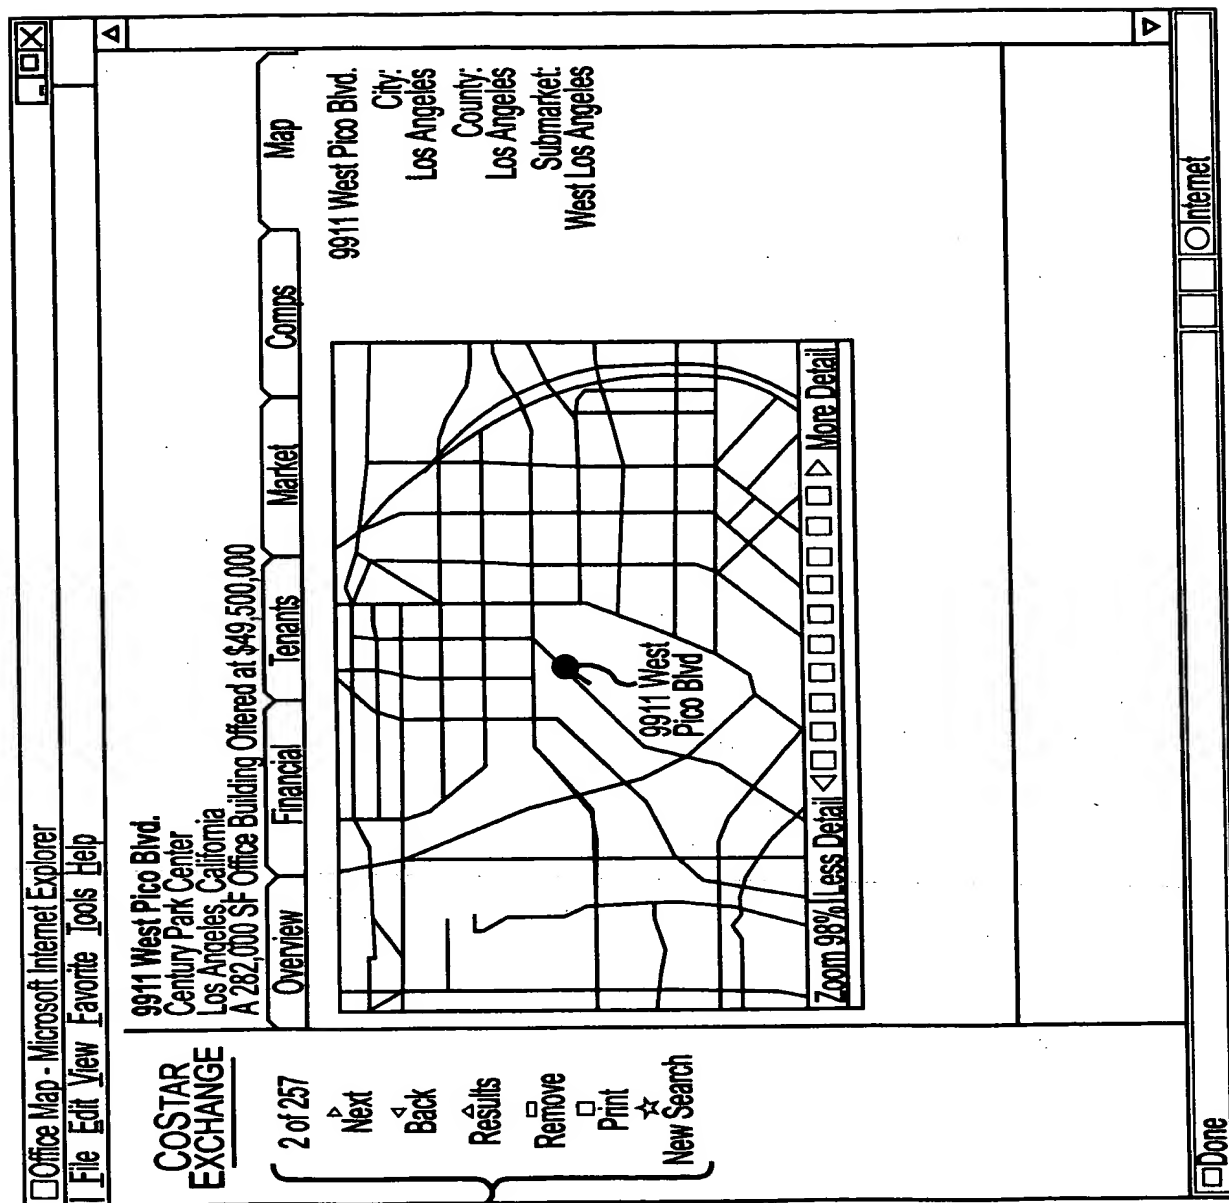 Office Map - Microsoft Internet Explorer
File Edit View Favorite Tools Help
COSTAR
EXCHANGE
2 of 257
Next
Back
Results
Remove
Print
New Search
9911 West Pico Blvd.
Century Park Center
Los Angeles, California
A 282,000 SF Office Building Offered at $49,500,000
Overview Financial Tenants Market Comps Map
9911 West
Pico Blvd
Zoom 98% Less Detail More Detail
9911 West Pico Blvd.
City:
Los Angeles
County:
Los Angeles
Submarket:
West Los Angeles
Done Internet